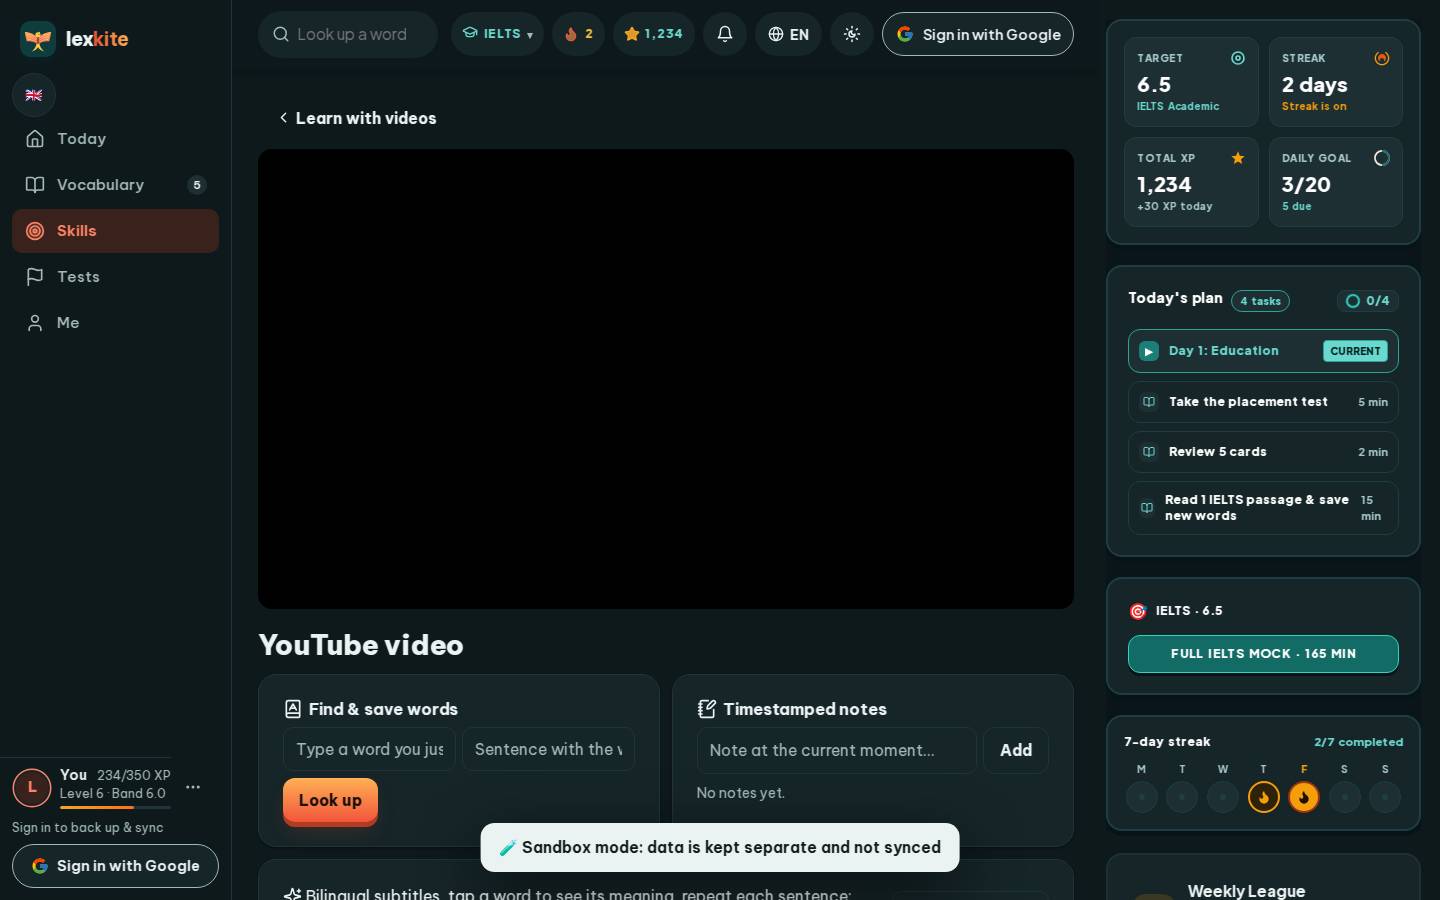 lexkite
Today
Vocabulary 5
Skills
Tests
Me
You 234/350 XP
Level 6 · Band 6.0
Sign in to back up & sync
Sign in with Google
Look up a word
IELTS ▾
2
1,234
EN
Sign in with Google
Learn with videos
YouTube video
Find & save words
Type a word you jus
Sentence with the
Look up
Timestamped notes
Note at the current moment...
Add
No notes yet.
Bilingual subtitles, tap a word to see its meaning, repeat each sentence:
🧪 Sandbox mode: data is kept separate and not synced
TARGET
6.5
IELTS Academic
STREAK
2 days
Streak is on
TOTAL XP
1,234
+30 XP today
DAILY GOAL
3/20
5 due
Today's plan 4 tasks 0/4
Day 1: Education CURRENT
Take the placement test 5 min
Review 5 cards 2 min
Read 1 IELTS passage & save new words 15 min
IELTS · 6.5
FULL IELTS MOCK · 165 MIN
7-day streak 2/7 completed
M T W T F S S
Weekly League
L